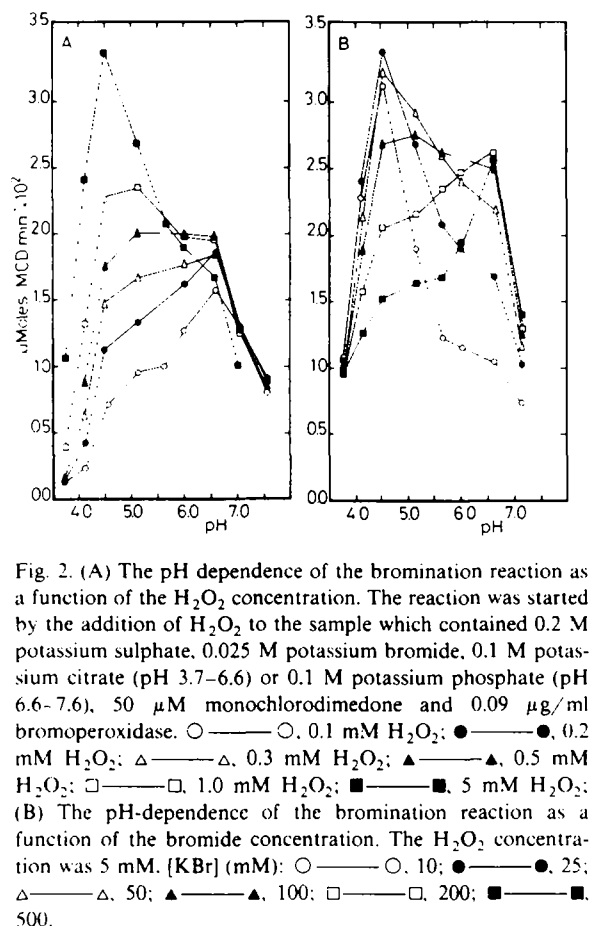 A
B
3.5
3.0
2.5
2.0
1.5
1.0
0.5
0.0
3.5
3.0
2.5
2.0
1.5
1.0
0.5
0.0
μMoles MCD min⁻¹·10²
4.0 5.0 6.0 7.0
pH
4.0 5.0 6.0 7.0
pH
Fig. 2. (A) The pH dependence of the bromination reaction as
a function of the H₂O₂ concentration. The reaction was started
by the addition of H₂O₂ to the sample which contained 0.2 M
potassium sulphate, 0.025 M potassium bromide, 0.1 M potas-
sium citrate (pH 3.7–6.6) or 0.1 M potassium phosphate (pH
6.6–7.6), 50 μM monochlorodimedone and 0.09 μg/ml
bromoperoxidase. ○———○, 0.1 mM H₂O₂; ●———●, 0.2
mM H₂O₂; △———△, 0.3 mM H₂O₂; ▲———▲, 0.5 mM
H₂O₂; □———□, 1.0 mM H₂O₂; ■———■, 5 mM H₂O₂;
(B) The pH-dependence of the bromination reaction as a
function of the bromide concentration. The H₂O₂ concentra-
tion was 5 mM. [KBr] (mM): ○———○, 10; ●———●, 25;
△———△, 50; ▲———▲, 100; □———□, 200; ■———■,
500.